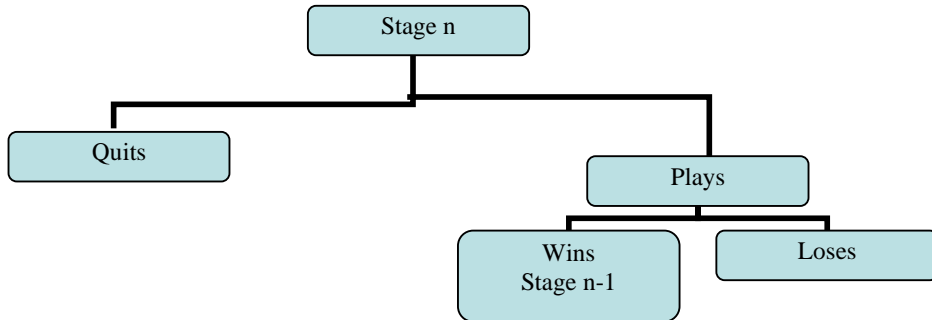 Stage n
Quits
Plays
Wins
Stage n-1
Loses